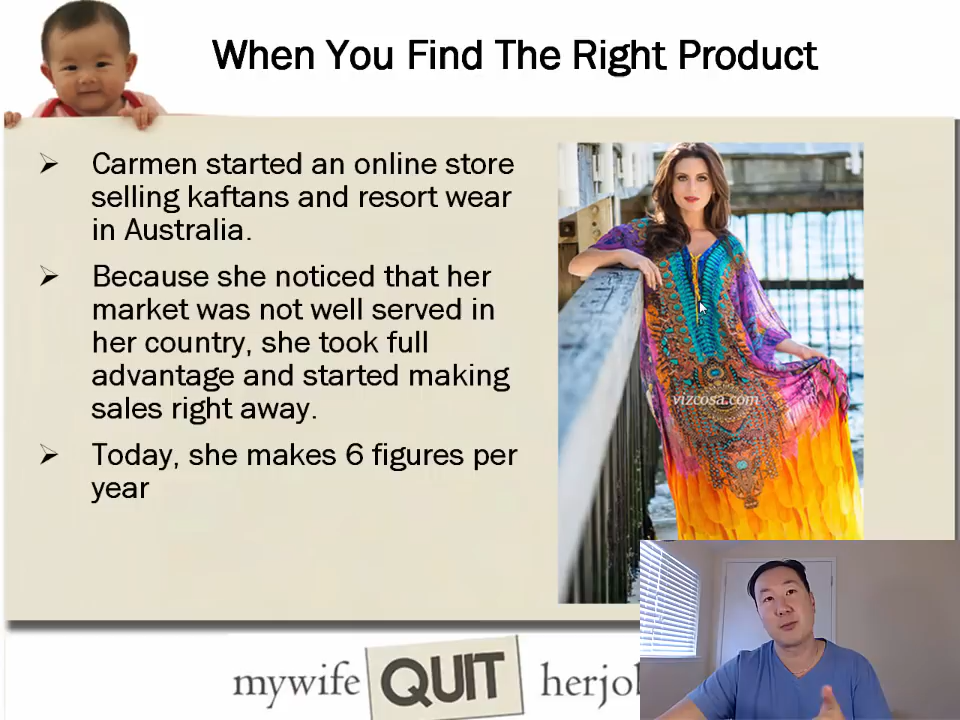 When You Find The Right Product
Carmen started an online store
selling kaftans and resort wear
in Australia.
Because she noticed that her
market was not well served in
her country, she took full
advantage and started making
sales right away.
Today, she makes 6 figures per
year
vizcosa.com
mywife QUIT herjo